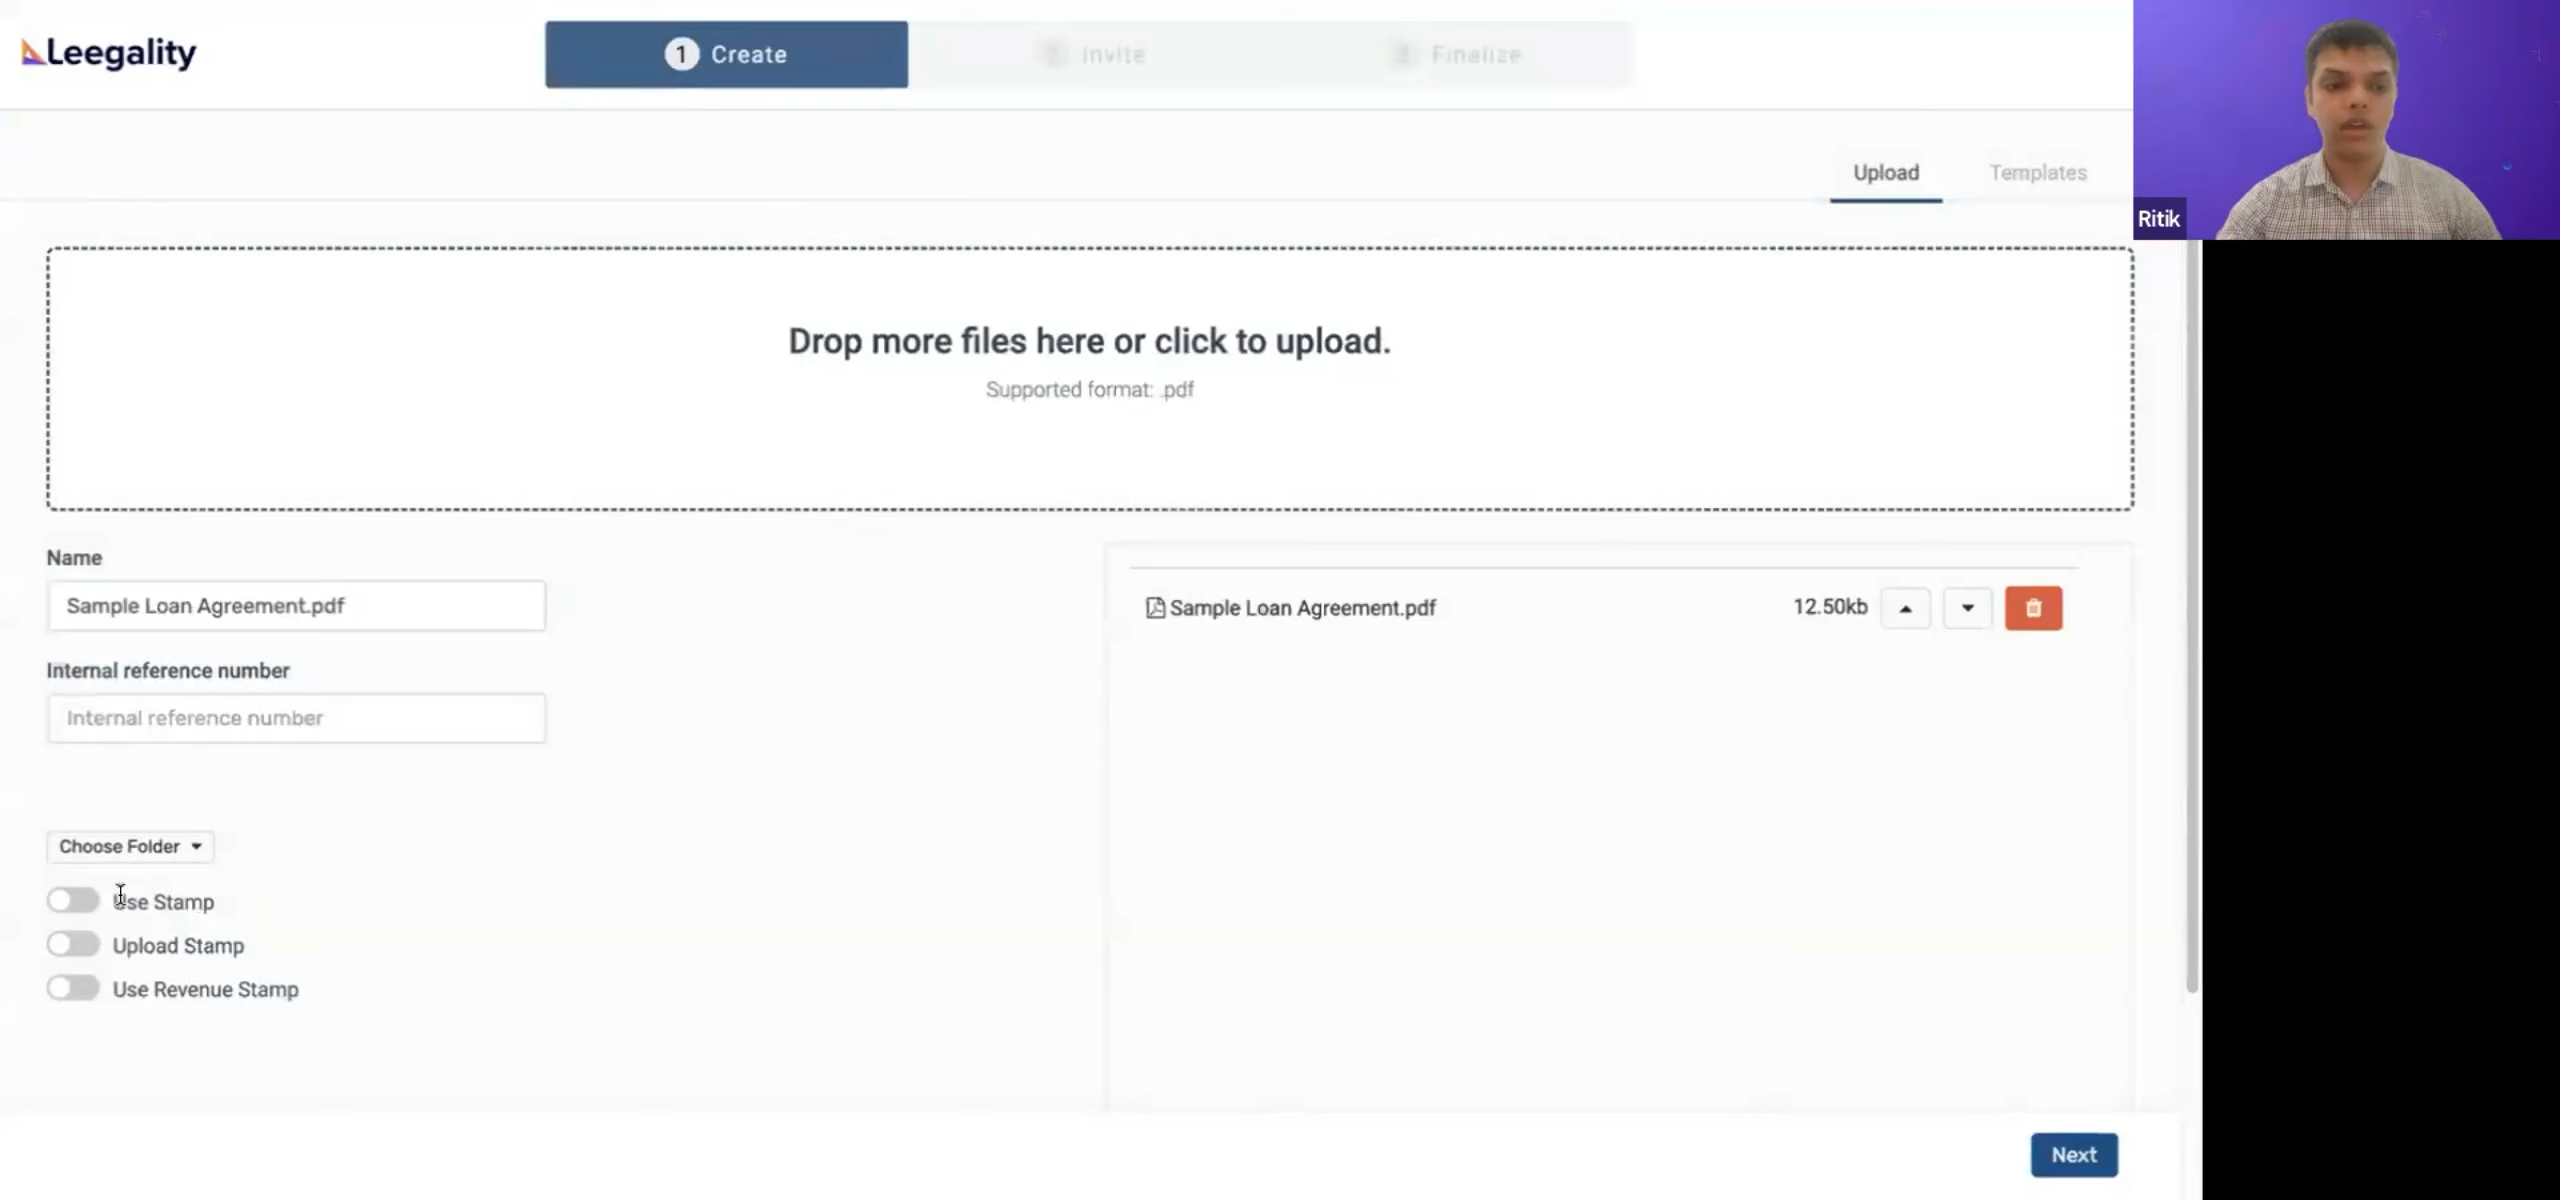 Leegality
1 Create
Invite
3 Finalize
Upload
Templates
Ritik
Drop more files here or click to upload.
Supported format: .pdf
Name
Sample Loan Agreement.pdf
Sample Loan Agreement.pdf
12.50kb
Internal reference number
Internal reference number
Choose Folder
Use Stamp
Upload Stamp
Use Revenue Stamp
Next